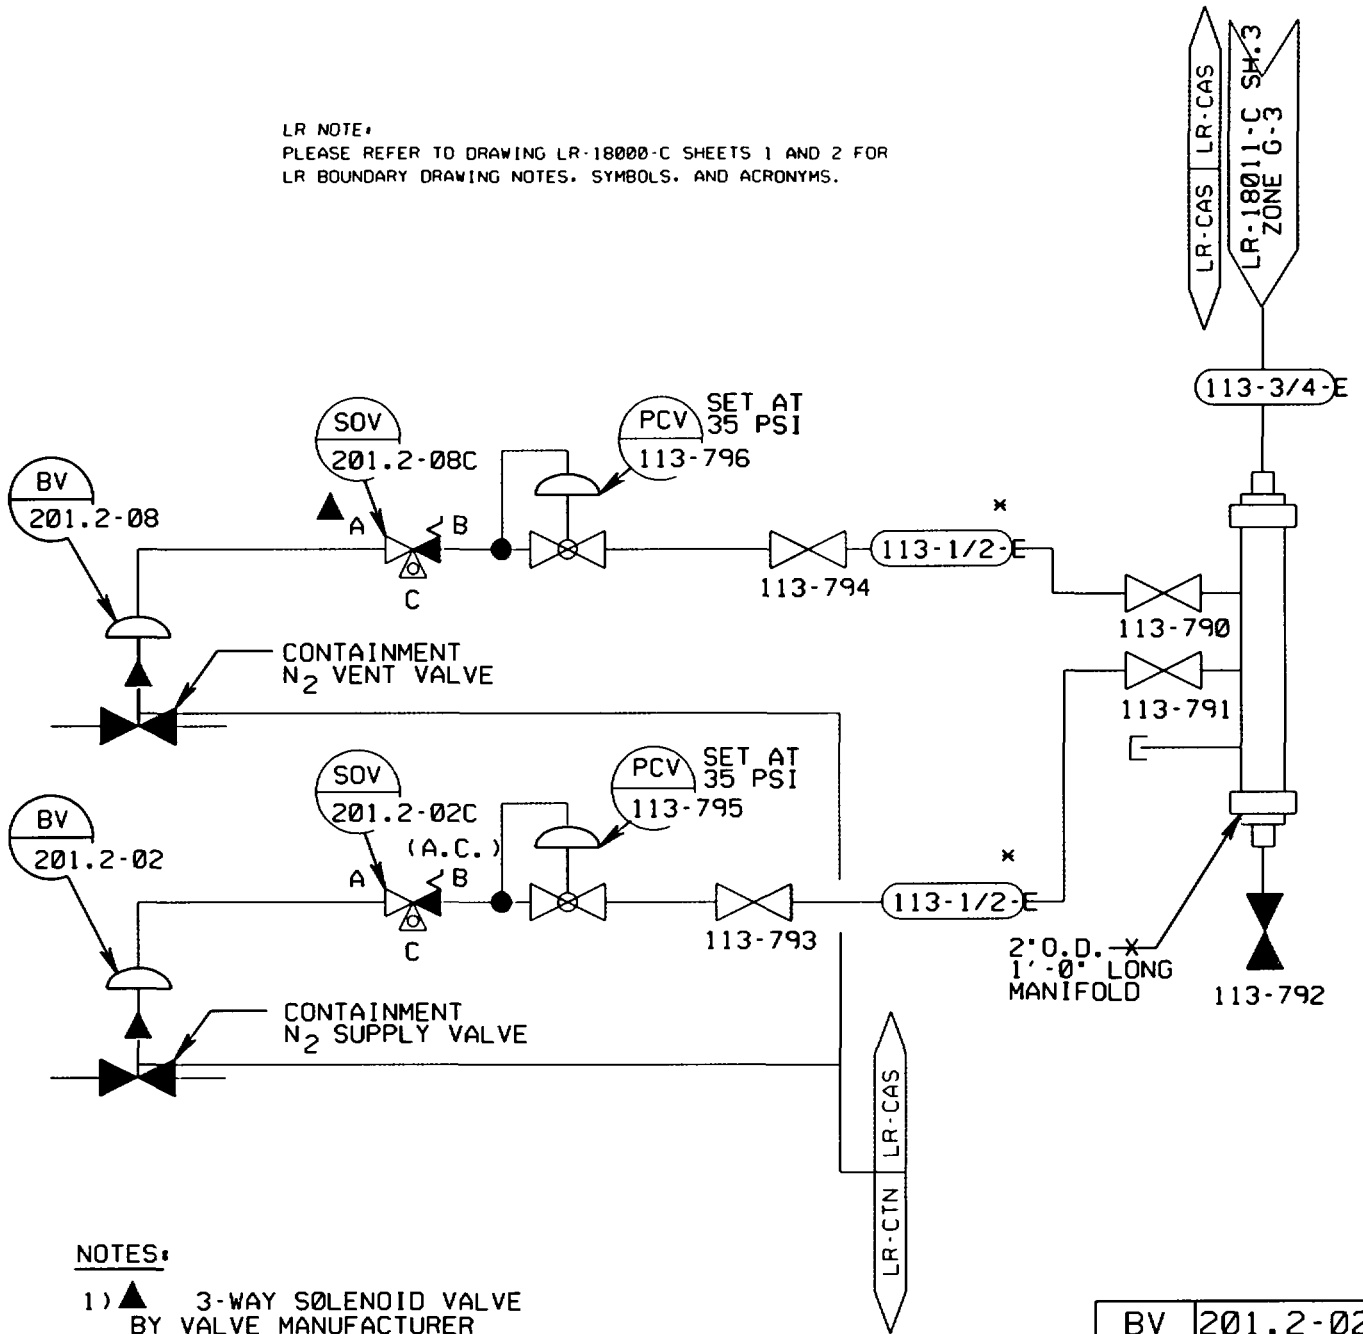 LR NOTE:
PLEASE REFER TO DRAWING LR-18000-C SHEETS 1 AND 2 FOR
LR BOUNDARY DRAWING NOTES. SYMBOLS. AND ACRONYMS.
LR-CAS LR-CAS
LR-18011-C SH.3
ZONE G-3
113-3/4-E
SOV
201.2-08C
PCV
113-796
SET AT
35 PSI
BV
201.2-08
A
B
C
113-794
113-1/2-E
*
113-790
113-791
CONTAINMENT
N2 VENT VALVE
SOV
201.2-02C
(A.C.)
PCV
113-795
SET AT
35 PSI
BV
201.2-02
A
B
C
113-793
113-1/2-E
*
2"O.D. X
1'-0" LONG
MANIFOLD
113-792
CONTAINMENT
N2 SUPPLY VALVE
LR-CTN LR-CAS
NOTES:
1) ▲ 3-WAY SOLENOID VALVE
BY VALVE MANUFACTURER
BV 201.2-02